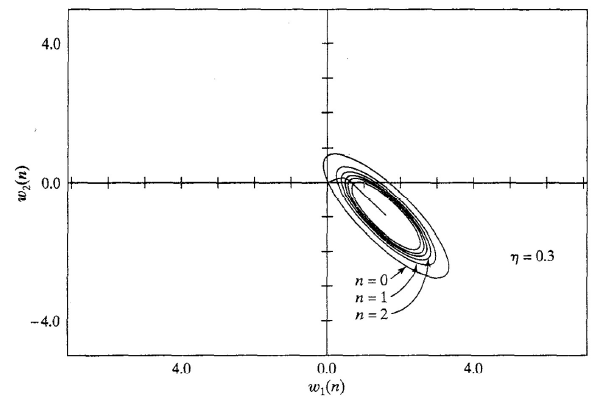 4.0
w₂(n)
0.0
n = 0
n = 1
n = 2
η = 0.3
−4.0
4.0
0.0
4.0
w₁(n)